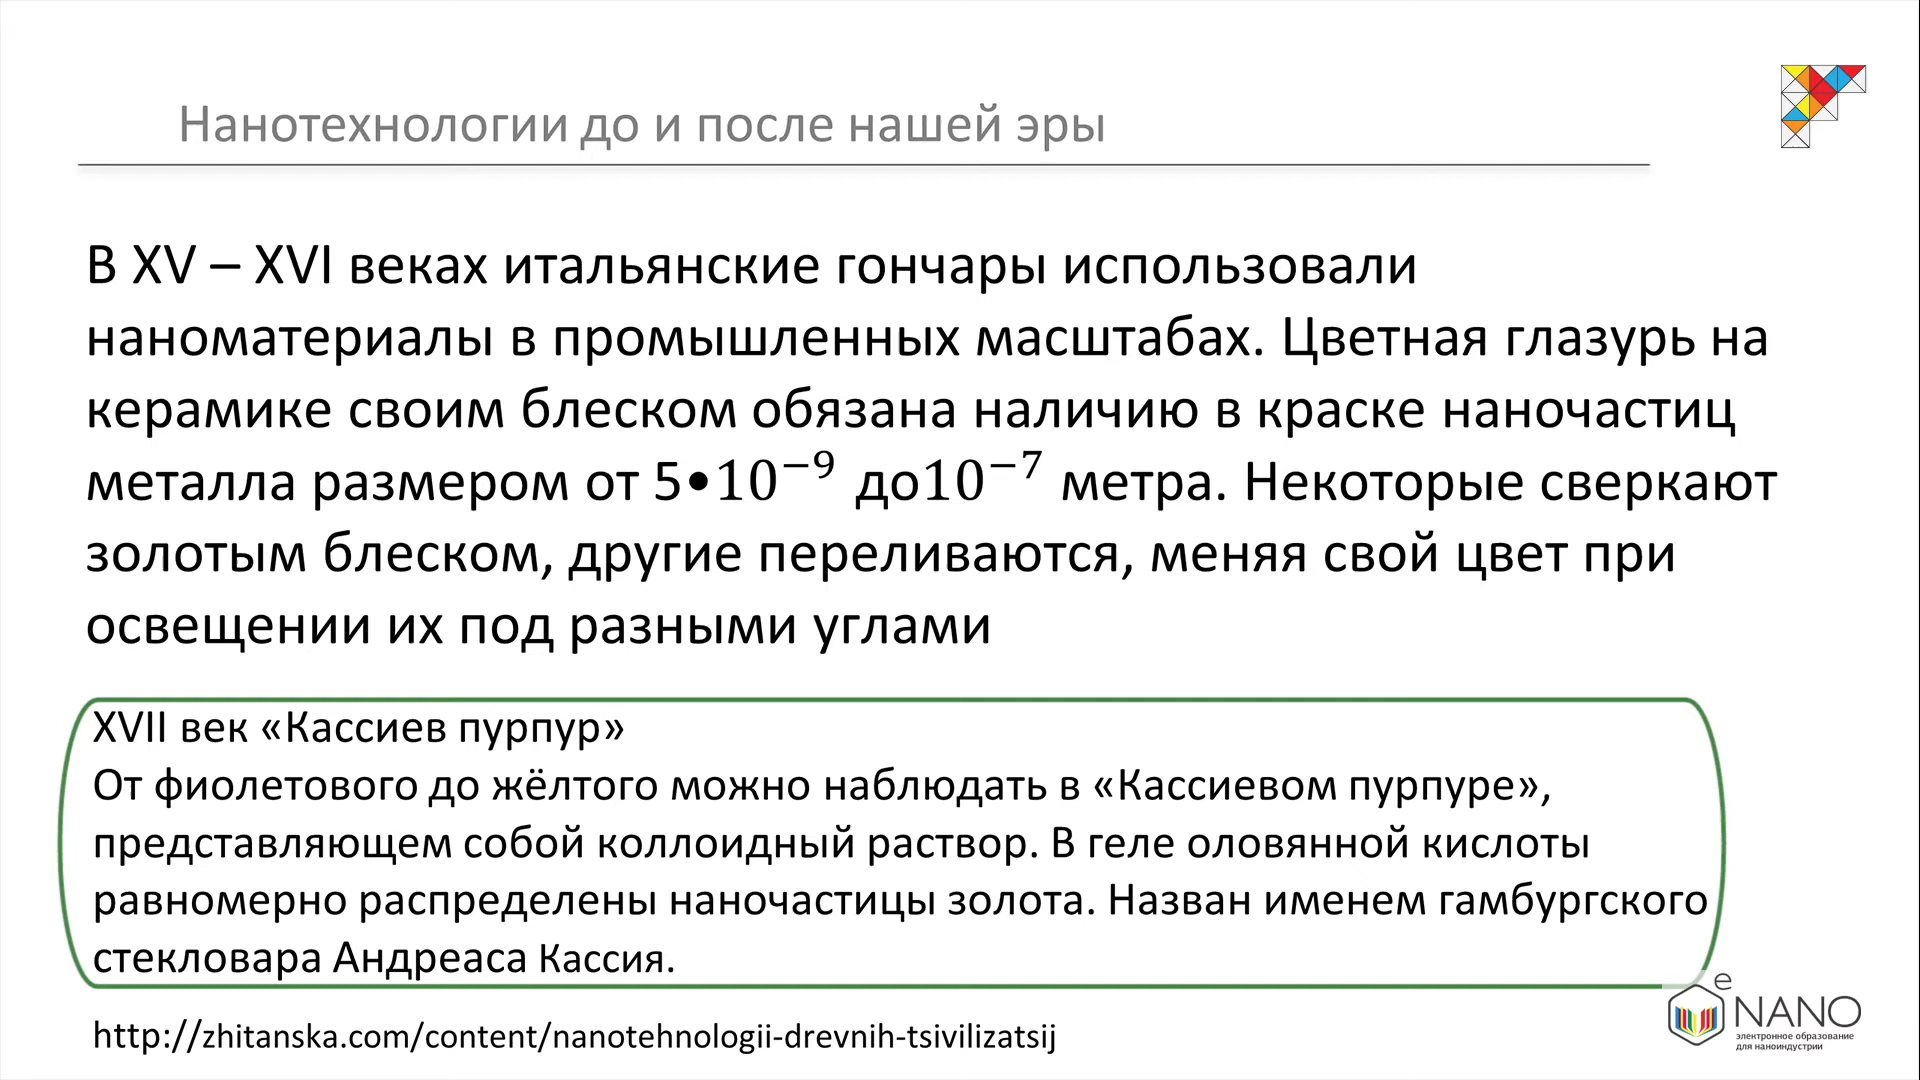 Нанотехнологии до и после нашей эры
В XV – XVI веках итальянские гончары использовали
наноматериалы в промышленных масштабах. Цветная глазурь на
керамике своим блеском обязана наличию в краске наночастиц
металла размером от 5•10⁻⁹ до10⁻⁷ метра. Некоторые сверкают
золотым блеском, другие переливаются, меняя свой цвет при
освещении их под разными углами
XVII век «Кассиев пурпур»
От фиолетового до жёлтого можно наблюдать в «Кассиевом пурпуре»,
представляющем собой коллоидный раствор. В геле оловянной кислоты
равномерно распределены наночастицы золота. Назван именем гамбургского
стекловара Андреаса Кассия.
http://zhitanska.com/content/nanotehnologii-drevnih-tsivilizatsij
e
NANO
электронное образование
для наноиндустрии